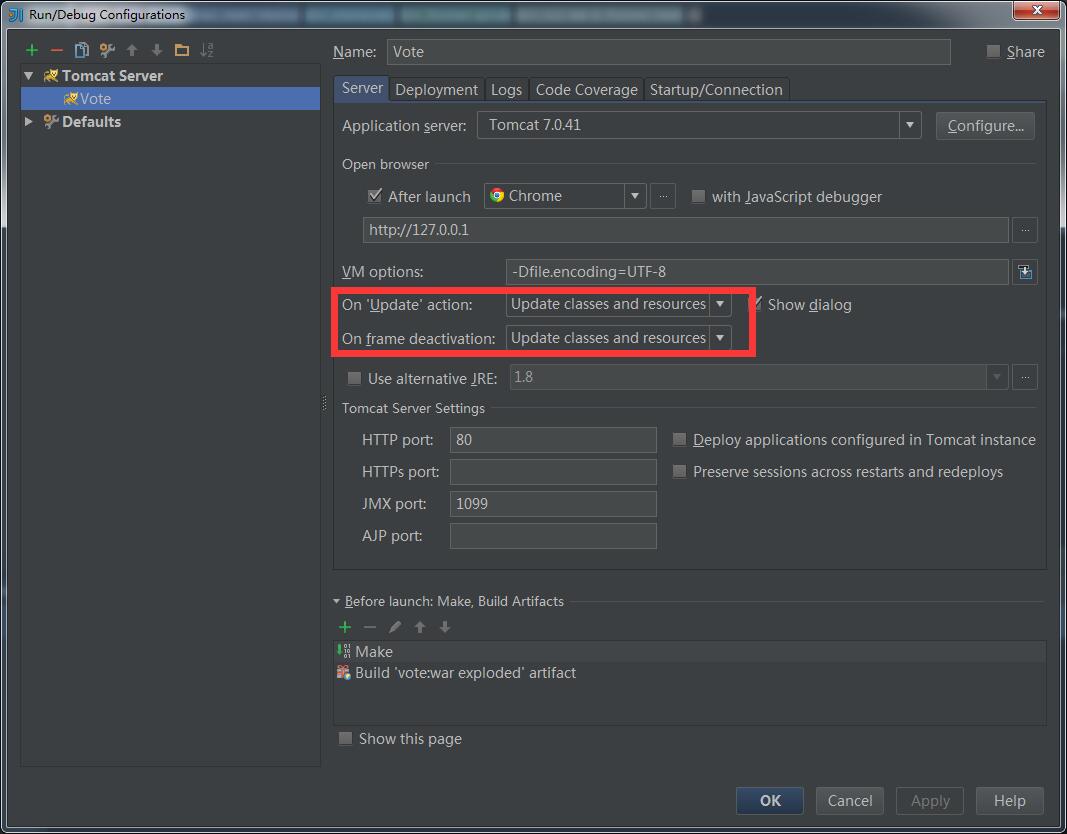 Run/Debug Configurations
Name: Vote Share
Tomcat Server
Vote
Defaults
Server Deployment Logs Code Coverage Startup/Connection
Application server: Tomcat 7.0.41 Configure...
Open browser
After launch Chrome ... with JavaScript debugger
http://127.0.0.1 ...
VM options: -Dfile.encoding=UTF-8
On 'Update' action: Update classes and resources Show dialog
On frame deactivation: Update classes and resources
Use alternative JRE: 1.8 ...
Tomcat Server Settings
HTTP port: 80 Deploy applications configured in Tomcat instance
HTTPs port: Preserve sessions across restarts and redeploys
JMX port: 1099
AJP port:
Before launch: Make, Build Artifacts
Make
Build 'vote:war exploded' artifact
Show this page
OK Cancel Apply Help